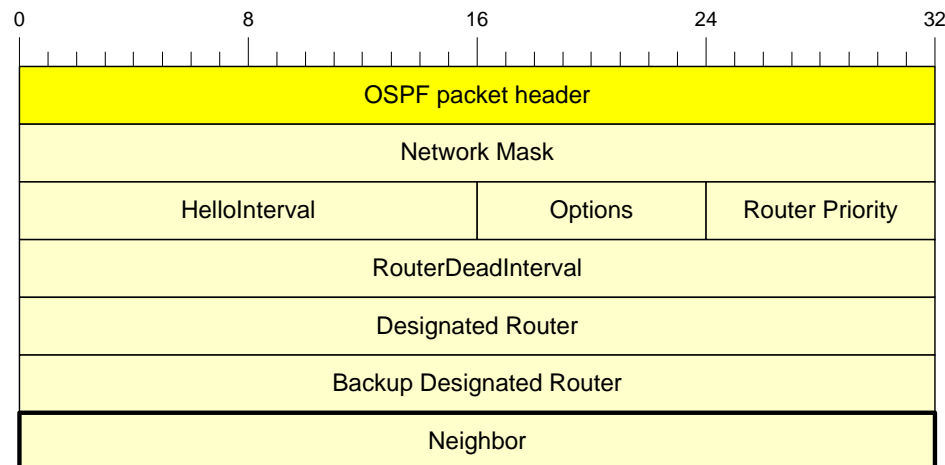 0 8 16 24 32
OSPF packet header
Network Mask
HelloInterval Options Router Priority
RouterDeadInterval
Designated Router
Backup Designated Router
Neighbor